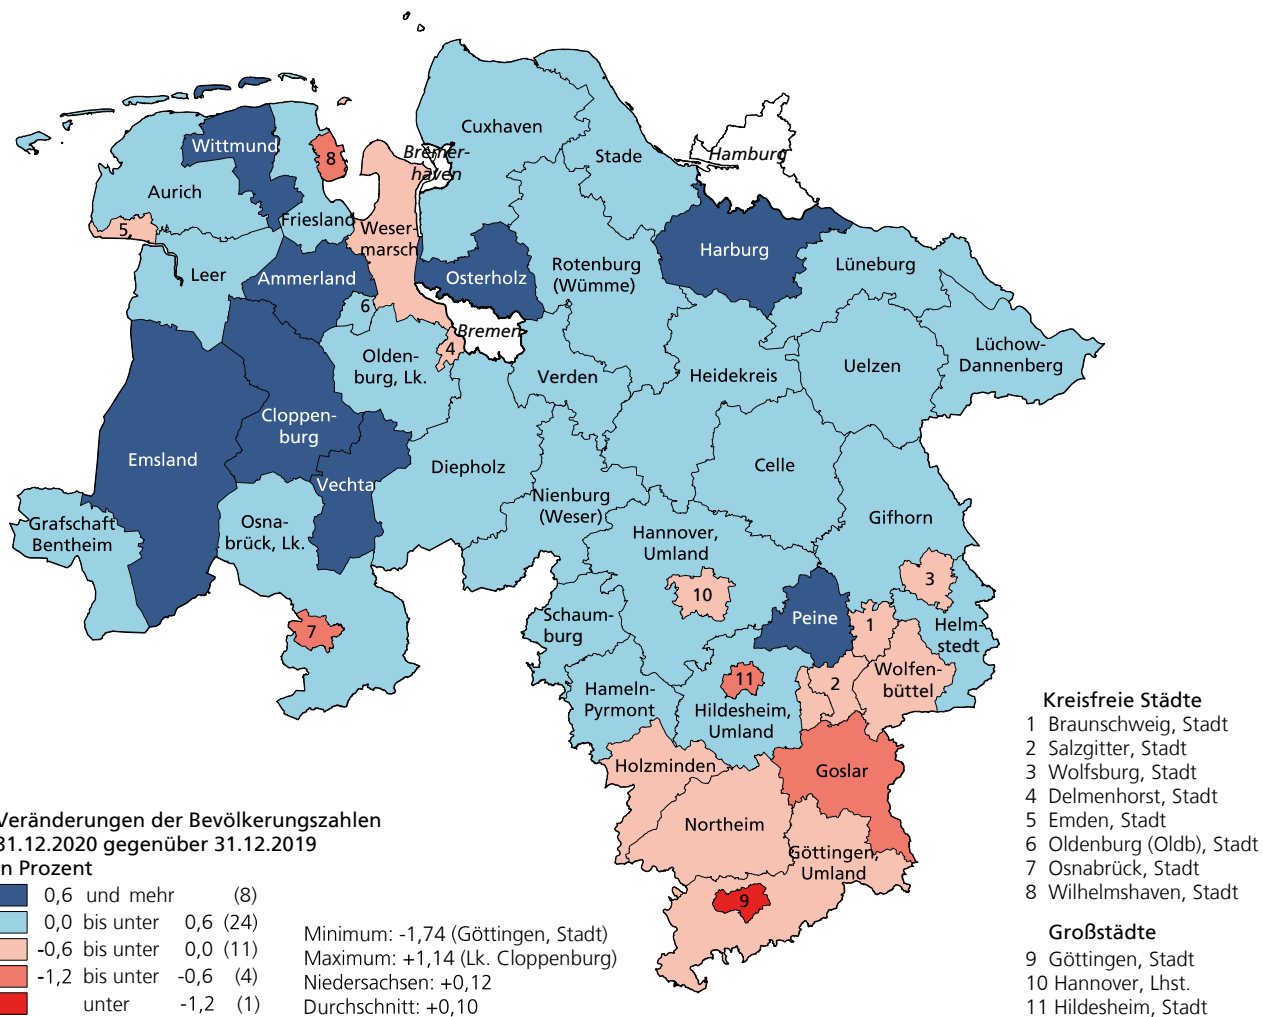 Cuxhaven
Bremer-
haven
Stade
Hamburg
Wittmund
8
Aurich
Friesland
5
Weser-
marsch
Harburg
Lüneburg
Leer
Ammerland
Osterholz
Rotenburg
(Wümme)
6
Bremen
4
Lüchow-
Dannenberg
Olden-
burg, Lk.
Verden
Heidekreis
Uelzen
Cloppen-
burg
Emsland
Diepholz
Celle
Vechta
Nienburg
(Weser)
Grafschaft
Bentheim
Osna-
brück, Lk.
Hannover,
Umland
Gifhorn
10
3
Schaum-
burg
Peine
1
Helm-
stedt
7
11
2
Wolfen-
büttel
Hameln-
Pyrmont
Hildesheim,
Umland
Holzminden
Goslar
Northeim
Göttingen,
Umland
9
Veränderungen der Bevölkerungszahlen
31.12.2020 gegenüber 31.12.2019
in Prozent
0,6 und mehr (8)
0,0 bis unter 0,6 (24)
-0,6 bis unter 0,0 (11)
-1,2 bis unter -0,6 (4)
unter -1,2 (1)
Minimum: -1,74 (Göttingen, Stadt)
Maximum: +1,14 (Lk. Cloppenburg)
Niedersachsen: +0,12
Durchschnitt: +0,10
Kreisfreie Städte
1 Braunschweig, Stadt
2 Salzgitter, Stadt
3 Wolfsburg, Stadt
4 Delmenhorst, Stadt
5 Emden, Stadt
6 Oldenburg (Oldb), Stadt
7 Osnabrück, Stadt
8 Wilhelmshaven, Stadt
Großstädte
9 Göttingen, Stadt
10 Hannover, Lhst.
11 Hildesheim, Stadt